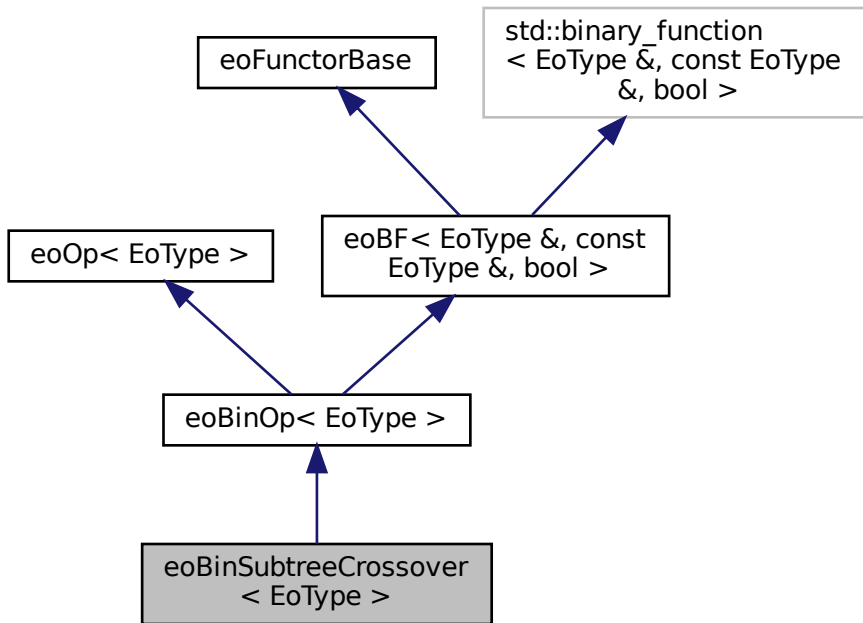 eoFunctorBase
std::binary_function
< EoType &, const EoType
&, bool >
eoOp< EoType >
eoBF< EoType &, const
EoType &, bool >
eoBinOp< EoType >
eoBinSubtreeCrossover
< EoType >